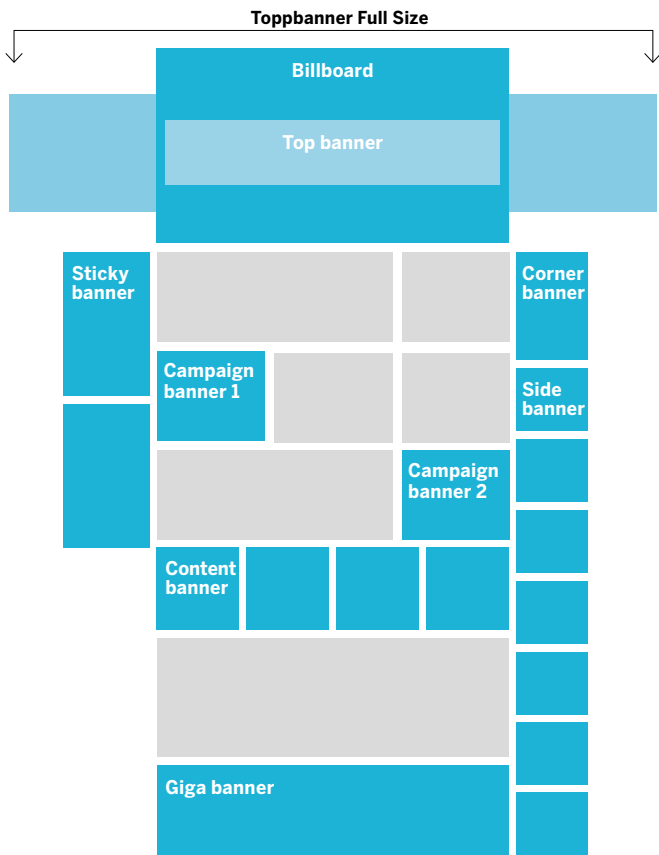 Toppbanner Full Size
Billboard
Top banner
Sticky
banner
Corner
banner
Campaign
banner 1
Side
banner
Campaign
banner 2
Content
banner
Giga banner